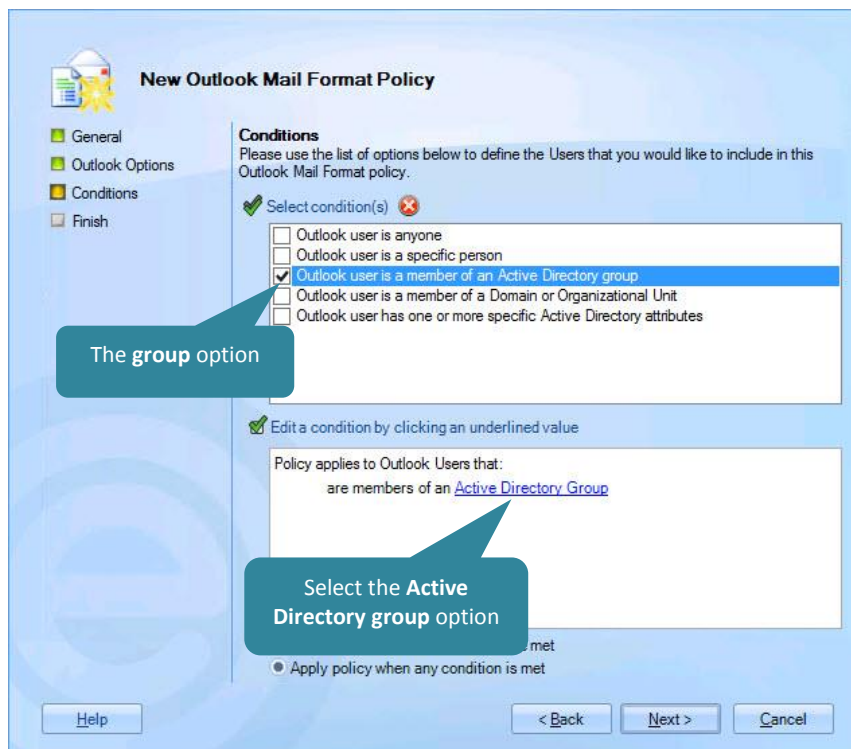 New Outlook Mail Format Policy
General
Outlook Options
Conditions
Finish
Conditions
Please use the list of options below to define the Users that you would like to include in this
Outlook Mail Format policy.
Select condition(s)
Outlook user is anyone
Outlook user is a specific person
Outlook user is a member of an Active Directory group
Outlook user is a member of a Domain or Organizational Unit
Outlook user has one or more specific Active Directory attributes
The group option
Edit a condition by clicking an underlined value
Policy applies to Outlook Users that:
are members of an Active Directory Group
Select the Active
Directory group option
met
Apply policy when any condition is met
Help
< Back
Next >
Cancel